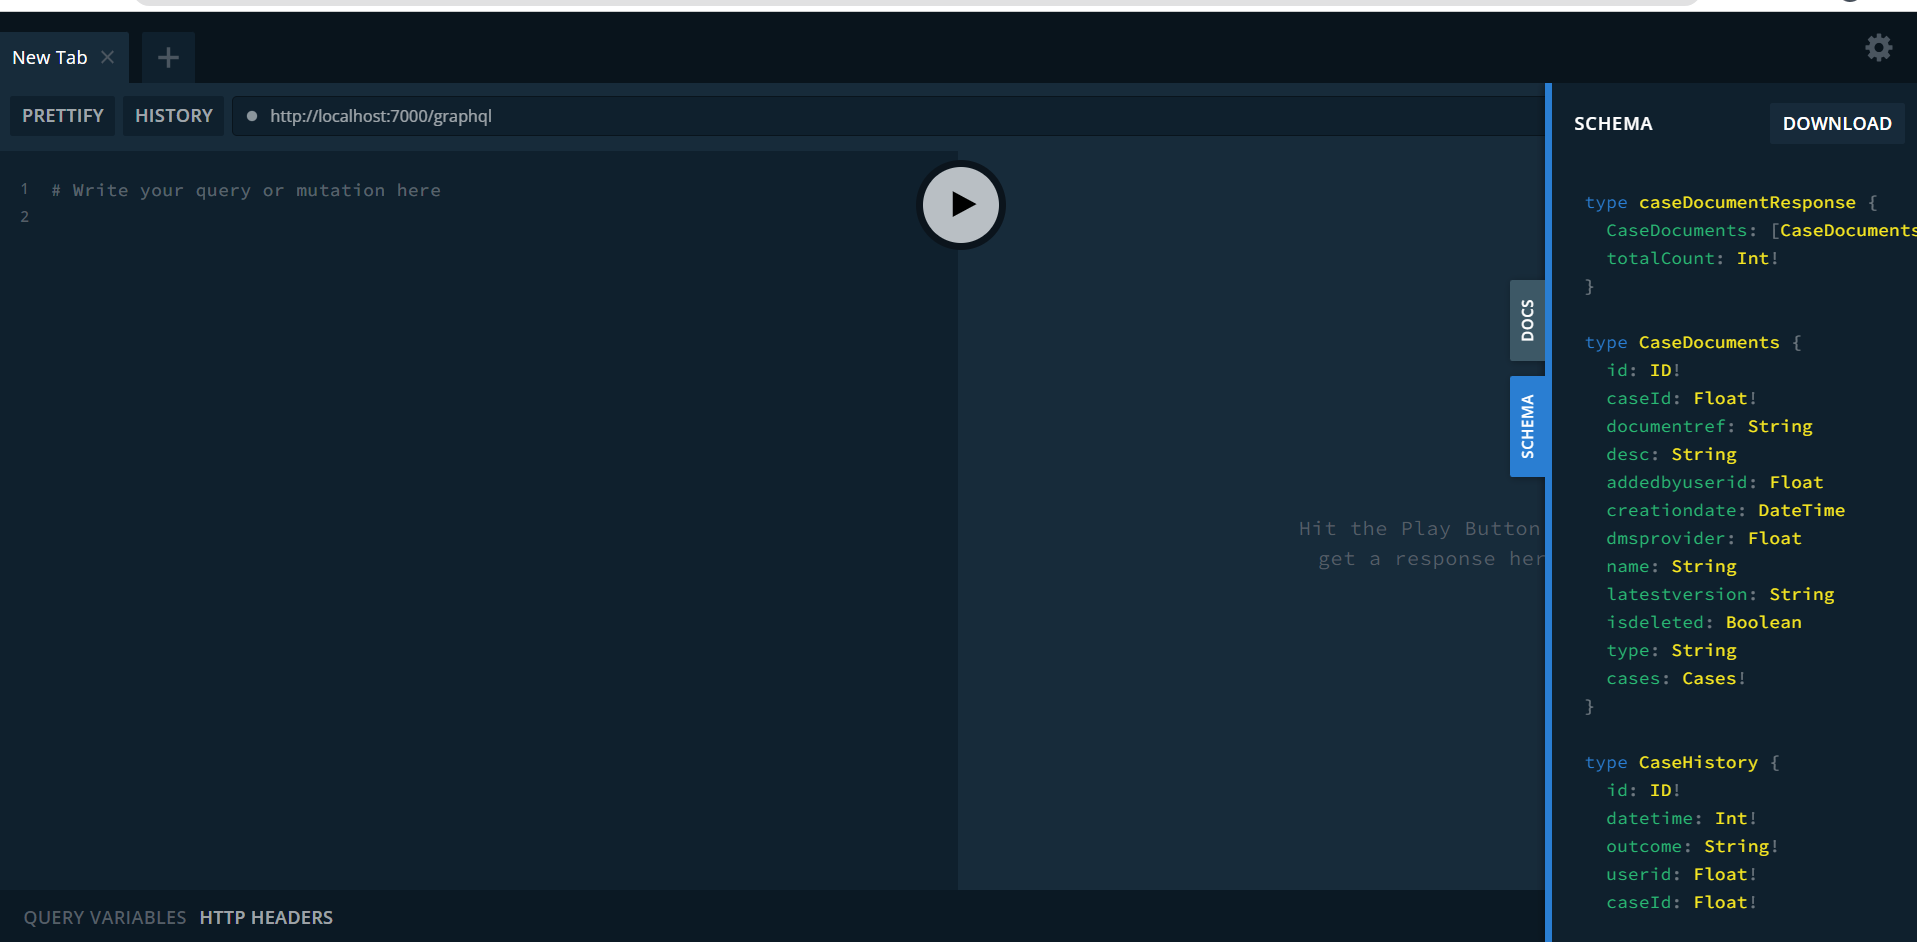 New Tab
PRETTIFY
HISTORY
http://localhost:7000/graphql
1 # Write your query or mutation here
2
Hit the Play Button
get a response her
DOCS
SCHEMA
SCHEMA
DOWNLOAD
type caseDocumentResponse {
CaseDocuments: [CaseDocuments
totalCount: Int!
}
type CaseDocuments {
id: ID!
caseId: Float!
documentref: String
desc: String
addedbyuserid: Float
creationdate: DateTime
dmsprovider: Float
name: String
latestversion: String
isdeleted: Boolean
type: String
cases: Cases!
}
type CaseHistory {
id: ID!
datetime: Int!
outcome: String!
userid: Float!
caseId: Float!
QUERY VARIABLES
HTTP HEADERS